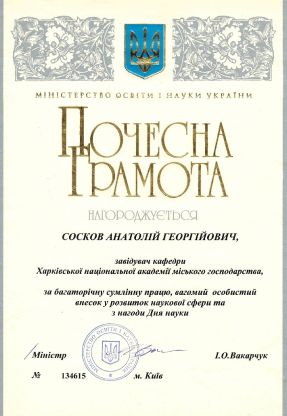 МІНІСТЕРСТВО ОСВІТИ І НАУКИ УКРАЇНИ
ПОЧЕСНА
ГРАМОТА
НАГОРОДЖУЄТЬСЯ
СОСКОВ АНАТОЛІЙ ГЕОРГІЙОВИЧ,
завідувач кафедри
Харківської національної академії міського господарства,
за багаторічну сумлінну працю, вагомий особистий
внесок у розвиток наукової сфери та
з нагоди Дня науки
Міністр І.О.Вакарчук
№ 134615 м. Київ